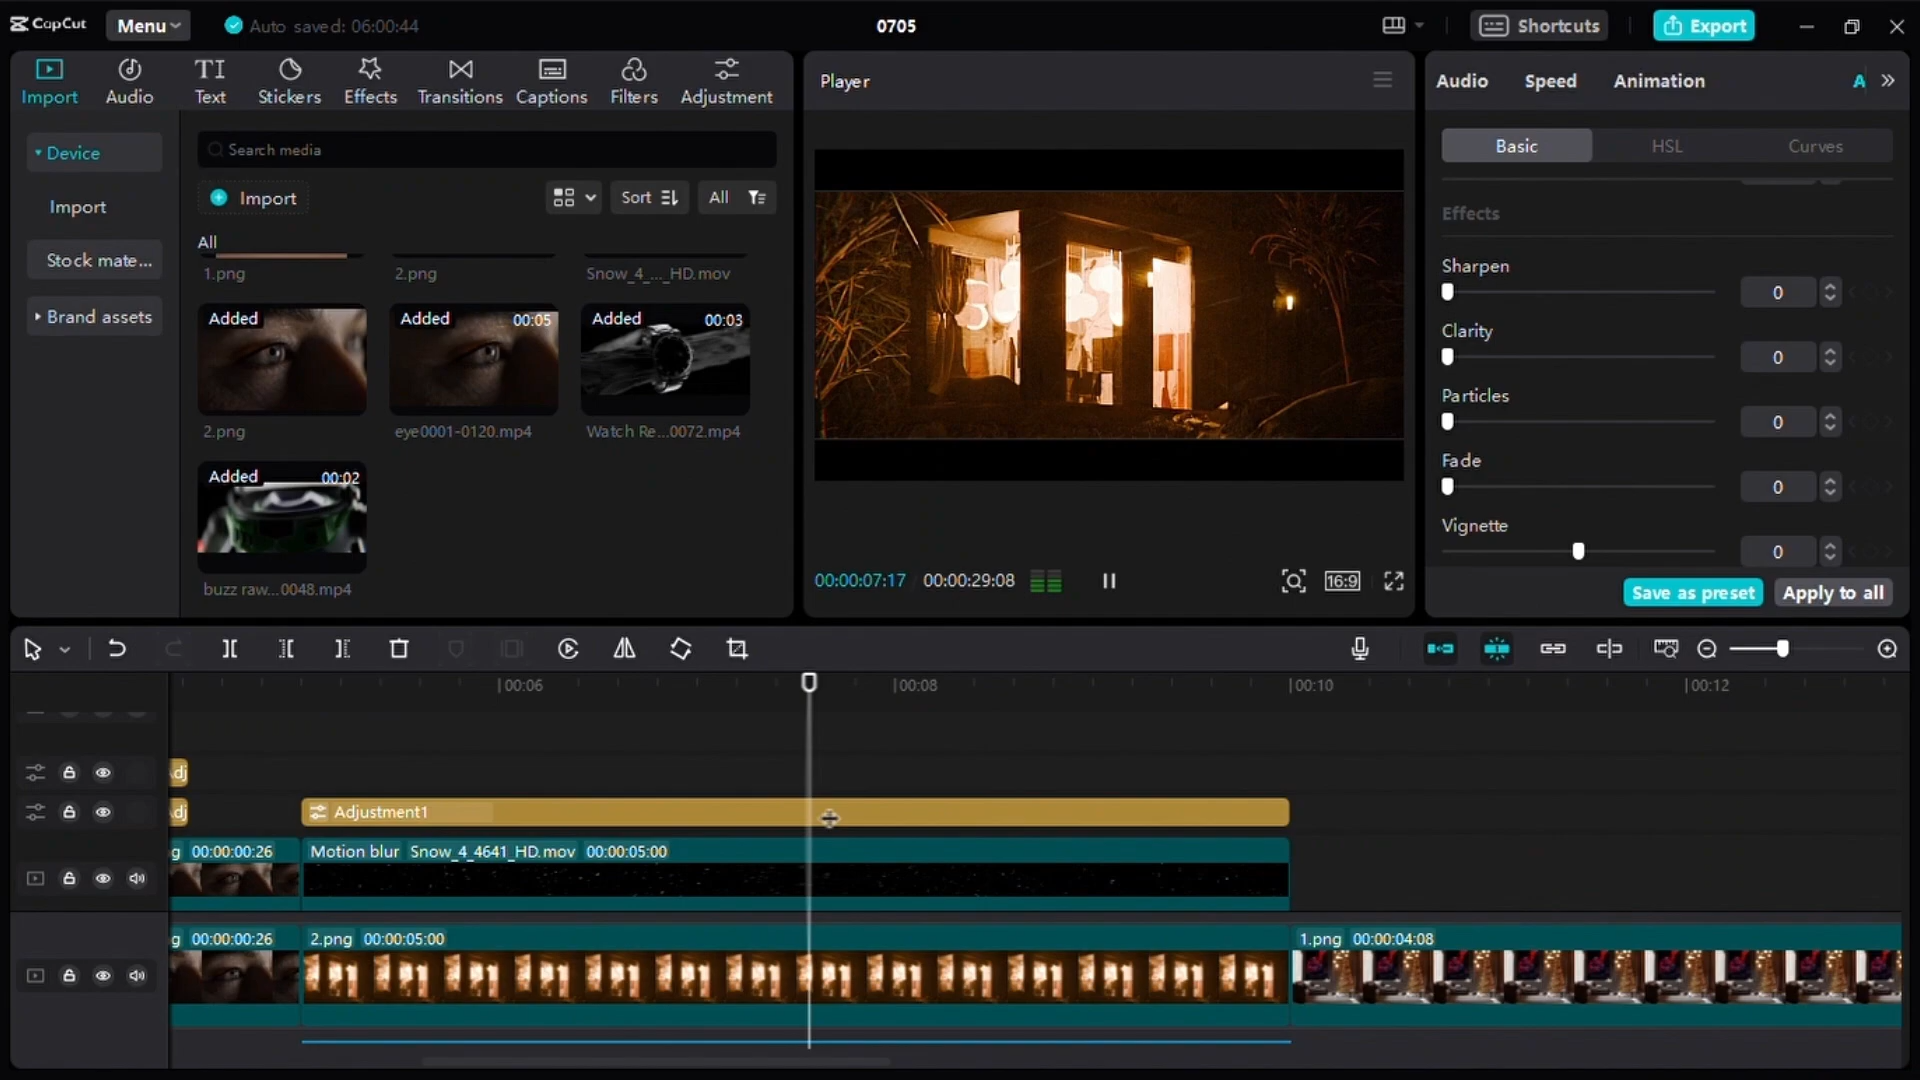 CapCut
Menu
Auto saved: 06:00:44
0705
Shortcuts
Export
Import
Audio
TI
Text
Stickers
Effects
Transitions
Captions
Filters
Adjustment
Device
Import
Stock mate...
Brand assets
Search media
Import
Sort
All
All
1.png
2.png
Snow_4_..._HD.mov
Added
2.png
Added
00:05
eye0001-0120.mp4
Added
00:03
Watch Re...0072.mp4
Added
00:02
buzz raw...0048.mp4
Player
00:00:07:17
00:00:29:08
16:9
Audio
Speed
Animation
A
Basic
HSL
Curves
Effects
Sharpen
0
Clarity
0
Particles
0
Fade
0
Vignette
0
Save as preset
Apply to all
00:06
00:08
00:10
00:12
Adj
Adj
Adjustment1
g 00:00:00:26
Motion blur Snow_4_4641_HD.mov 00:00:05:00
g 00:00:00:26
2.png 00:00:05:00
1.png 00:00:04:08